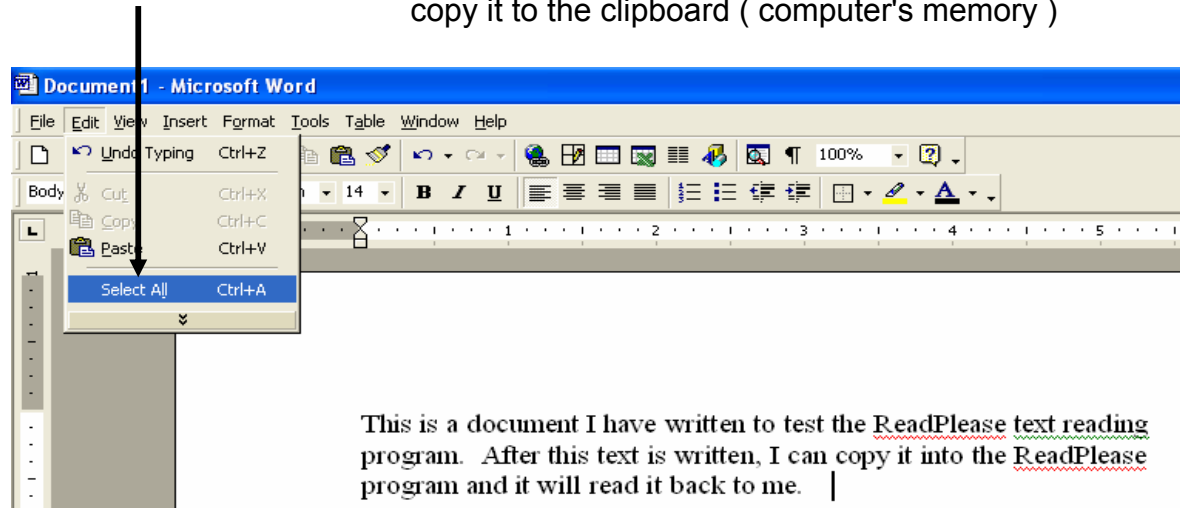 copy it to the clipboard ( computer's memory )
Document1 - Microsoft Word
File Edit View Insert Format Tools Table Window Help
Undo Typing Ctrl+Z
100%
Body
14 B I U
Cut Ctrl+X
Copy Ctrl+C
Paste Ctrl+V
1 2 3 4 5
Select All Ctrl+A
This is a document I have written to test the ReadPlease text reading
program. After this text is written, I can copy it into the ReadPlease
program and it will read it back to me.